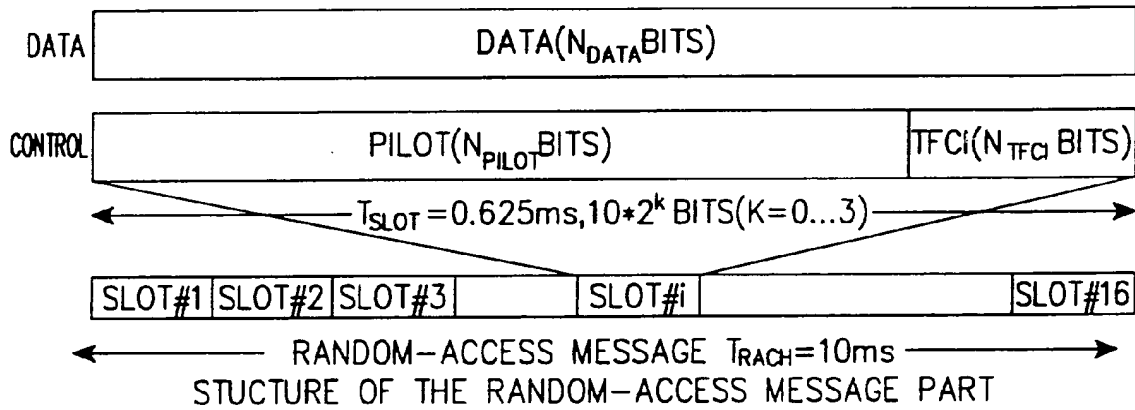 DATA DATA(N_DATA BITS)
CONTROL PILOT(N_PILOT BITS) TFCi(N_TFCI BITS)
T_SLOT=0.625ms,10*2^k BITS(K=0...3)
SLOT#1 SLOT#2 SLOT#3 SLOT#i SLOT#16
RANDOM-ACCESS MESSAGE T_RACH=10ms
STUCTURE OF THE RANDOM-ACCESS MESSAGE PART